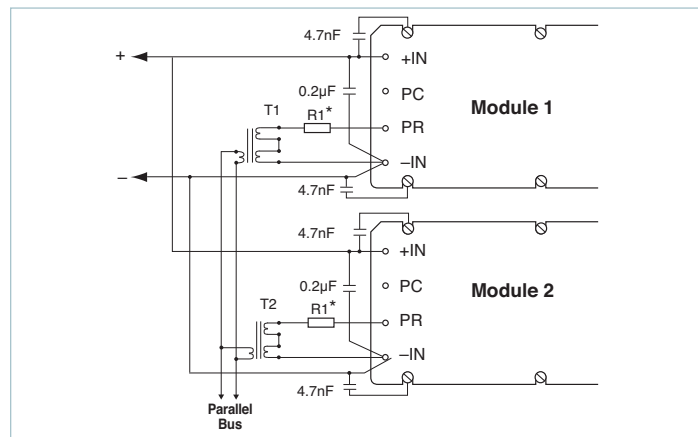 4.7nF
+
+IN
0.2µF
PC
Module 1
T1
R1*
PR
–IN
–
4.7nF
4.7nF
+IN
0.2µF
PC
Module 2
T2
R1*
PR
–IN
4.7nF
Parallel
Bus